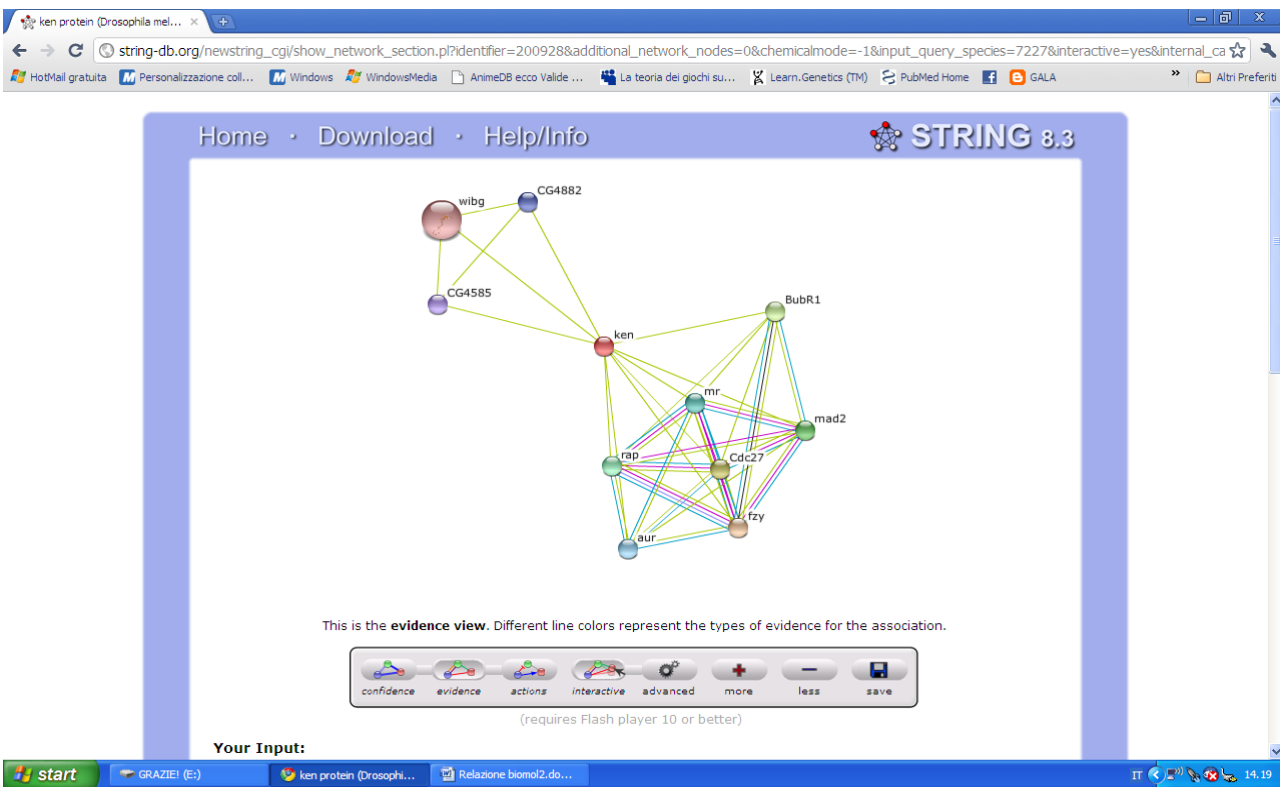 ken protein (Drosophila mel...
string-db.org/newstring_cgi/show_network_section.pl?identifier=200928&additional_network_nodes=0&chemicalmode=-1&input_query_species=7227&interactive=yes&internal_ca
HotMail gratuita Personalizzazione coll... Windows WindowsMedia AnimeDB ecco Valide ... La teoria dei giochi su... Learn.Genetics (TM) PubMed Home GALA » Altri Preferiti
Home · Download · Help/Info STRING 8.3
CG4882
wibg
CG4585
BubR1
ken
mr
mad2
rap
Cdc27
fzy
aur
This is the evidence view. Different line colors represent the types of evidence for the association.
confidence evidence actions interactive advanced more less save
(requires Flash player 10 or better)
Your Input:
start GRAZIE! (E:) ken protein (Drosophi... Relazione biomol2.do... IT 14.19